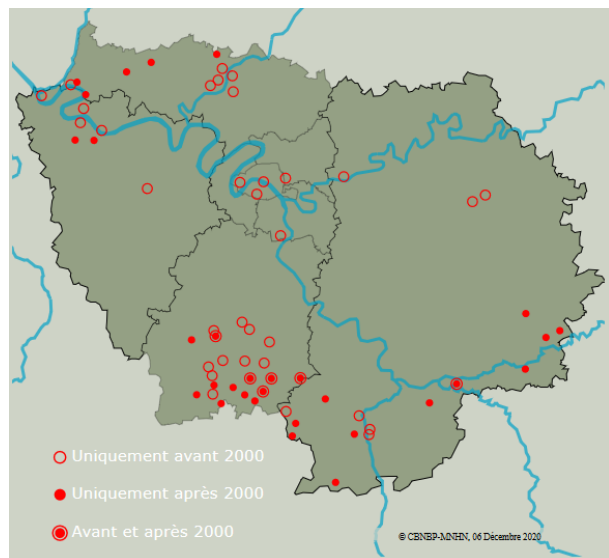 Uniquement avant 2000
Uniquement après 2000
Avant et après 2000
© CBNBP-MNHN, 06 Décembre 2020